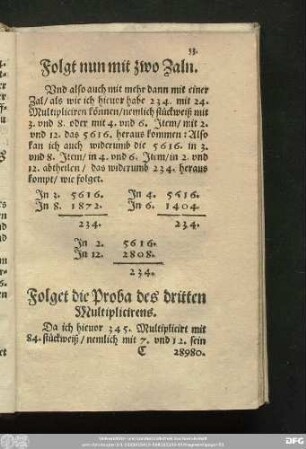 33.
Folgt nun mit zwo Zaln.
Vnd also auch mit mehr dann mit einer
Zal/ als wie ich hieuor habe 234. mit 24.
Multipliciren können/nemlich stückweiß mit
3. vnd 8. oder mit 4. vnd 6. Item/ mit 2.
vnd 12. das 5616. heraus kommen: Also
kan ich auch widerumb die 5616. in 3.
vnd 8. Item/ in 4. vnd 6. Item/in 2. vnd
12. abtheilen/ das widerumb 234. heraus
kompt/ wie folget.
In 3. 5616. In 4. 5616.
In 8. 1872. In 6. 1404.
234. 234.
In 2. 5616.
In 12. 2808.
234.
Folget die Proba des dritten
Multiplicirens.
Da ich hieuor 345. Multiplicirt mit
84. stückweiß/ nemlich mit 7. vnd 12. sein
C 28980.
DFG